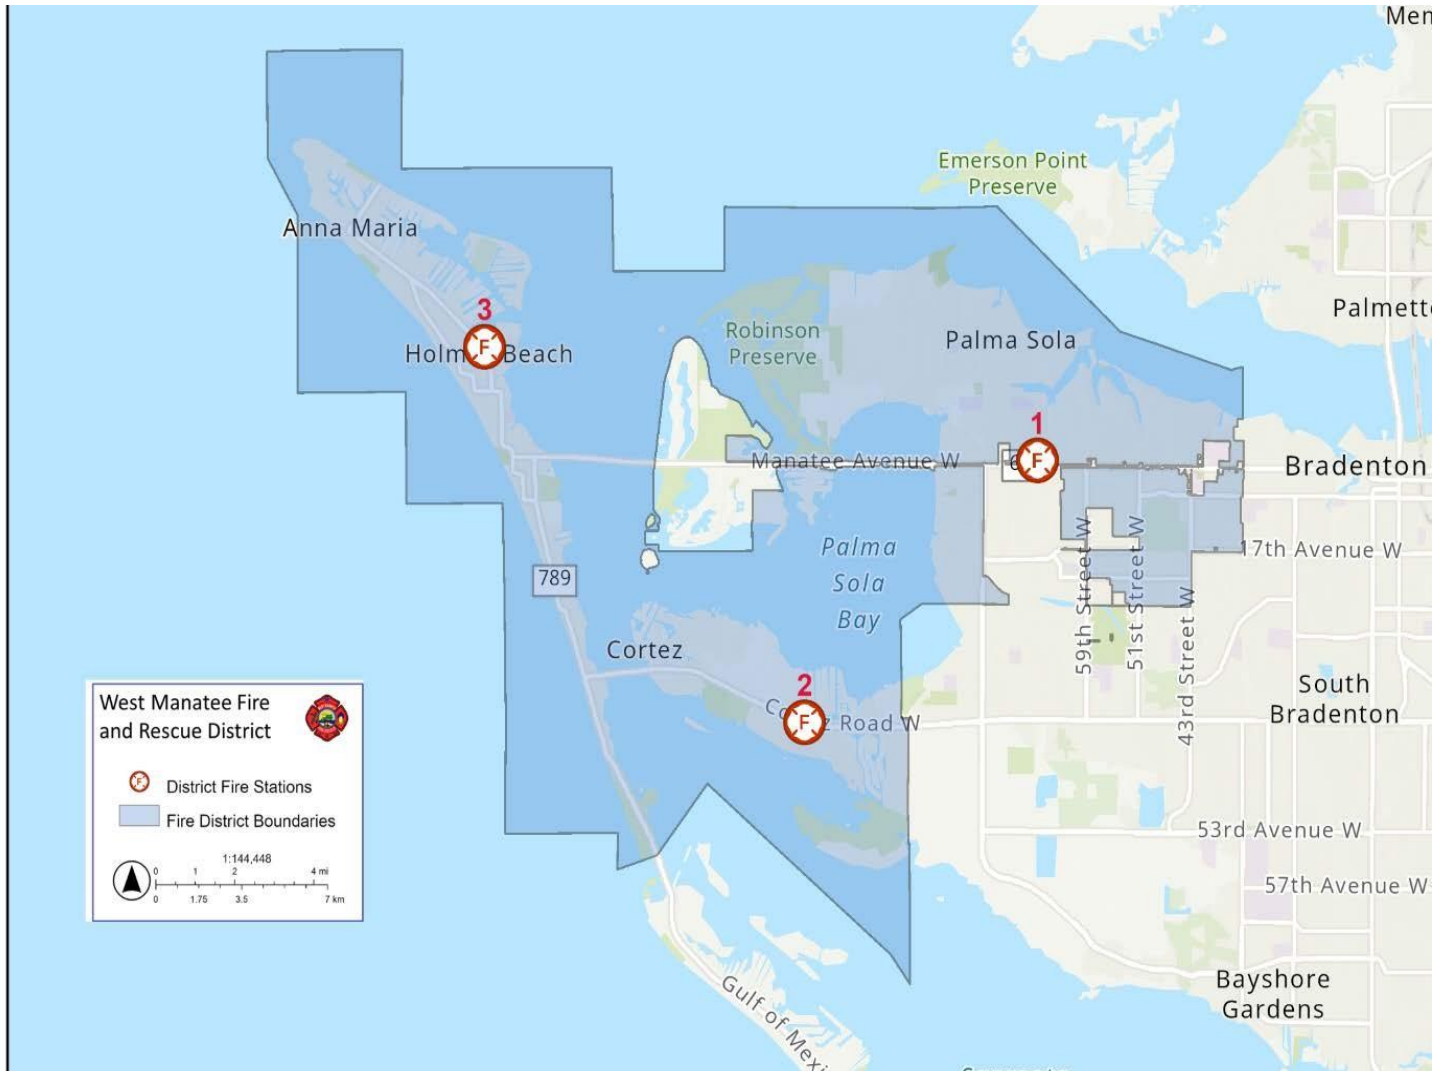 Men
Emerson Point
Preserve
Anna Maria
Palmett
3
Robinson
Preserve
Palma Sola
Holm Beach
F
1
Manatee Avenue W
6
F
Bradenton
Palma
Sola
Bay
17th Avenue W
789
59th Street W
51st Street W
43rd Street W
Cortez
2
South
Bradenton
F
Road W
West Manatee Fire
and Rescue District
F
District Fire Stations
Fire District Boundaries
1:144,448
0 1 2 4 mi
0 1.75 3.5 7 km
53rd Avenue W
57th Avenue W
Bayshore
Gardens
Gulf of Mexi